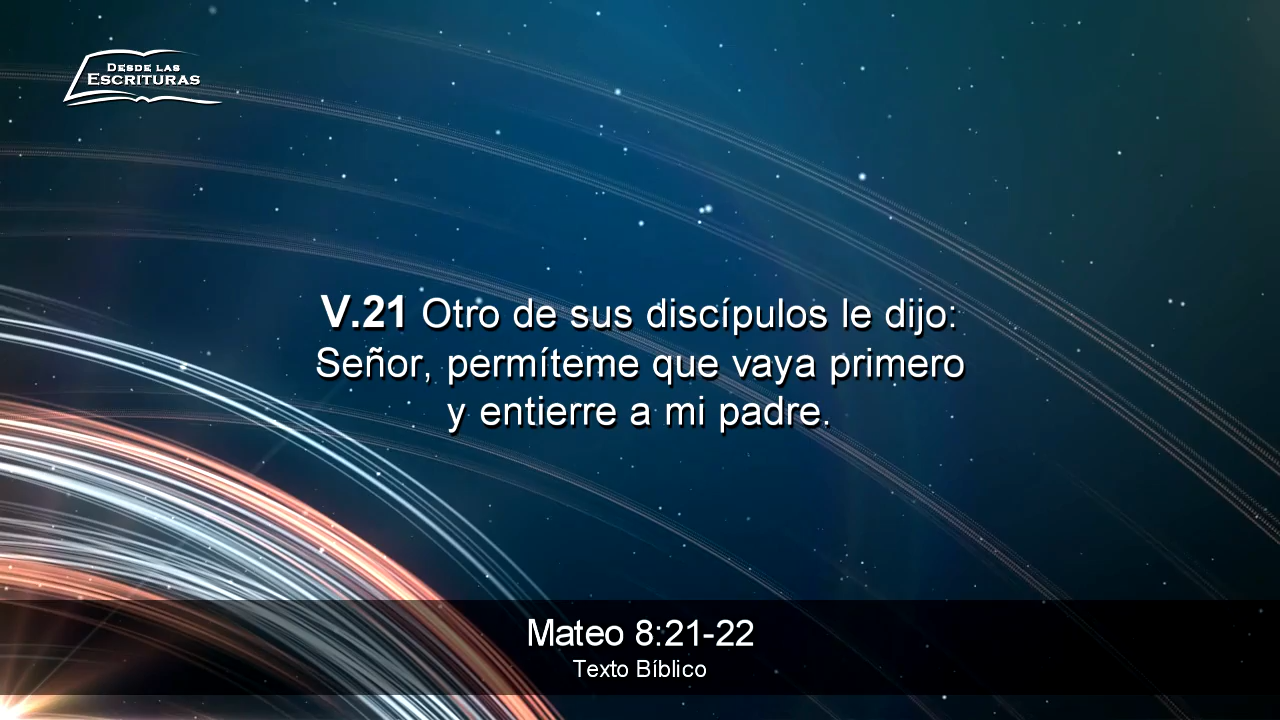 DESDE LAS
ESCRITURAS
V.21 Otro de sus discípulos le dijo:
Señor, permíteme que vaya primero
y entierre a mi padre.
Mateo 8:21-22
Texto Bíblico